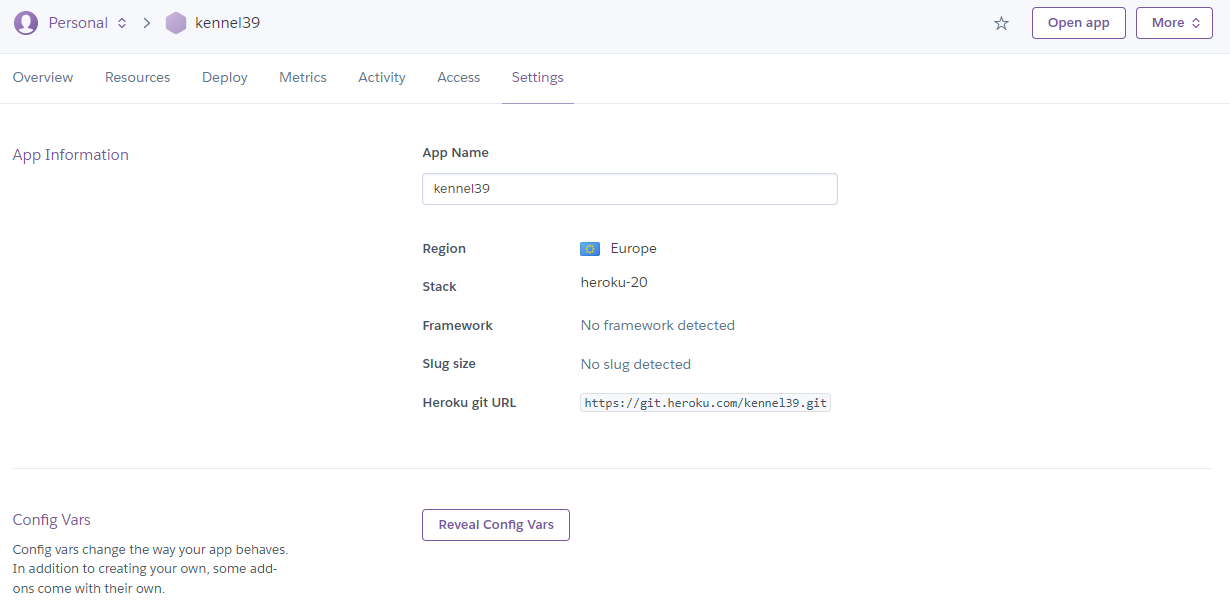 Personal kennel39 Open app More
Overview Resources Deploy Metrics Activity Access Settings
App Information
App Name
kennel39
Region Europe
Stack heroku-20
Framework No framework detected
Slug size No slug detected
Heroku git URL https://git.heroku.com/kennel39.git
Config Vars
Config vars change the way your app behaves.
In addition to creating your own, some add-
ons come with their own.
Reveal Config Vars